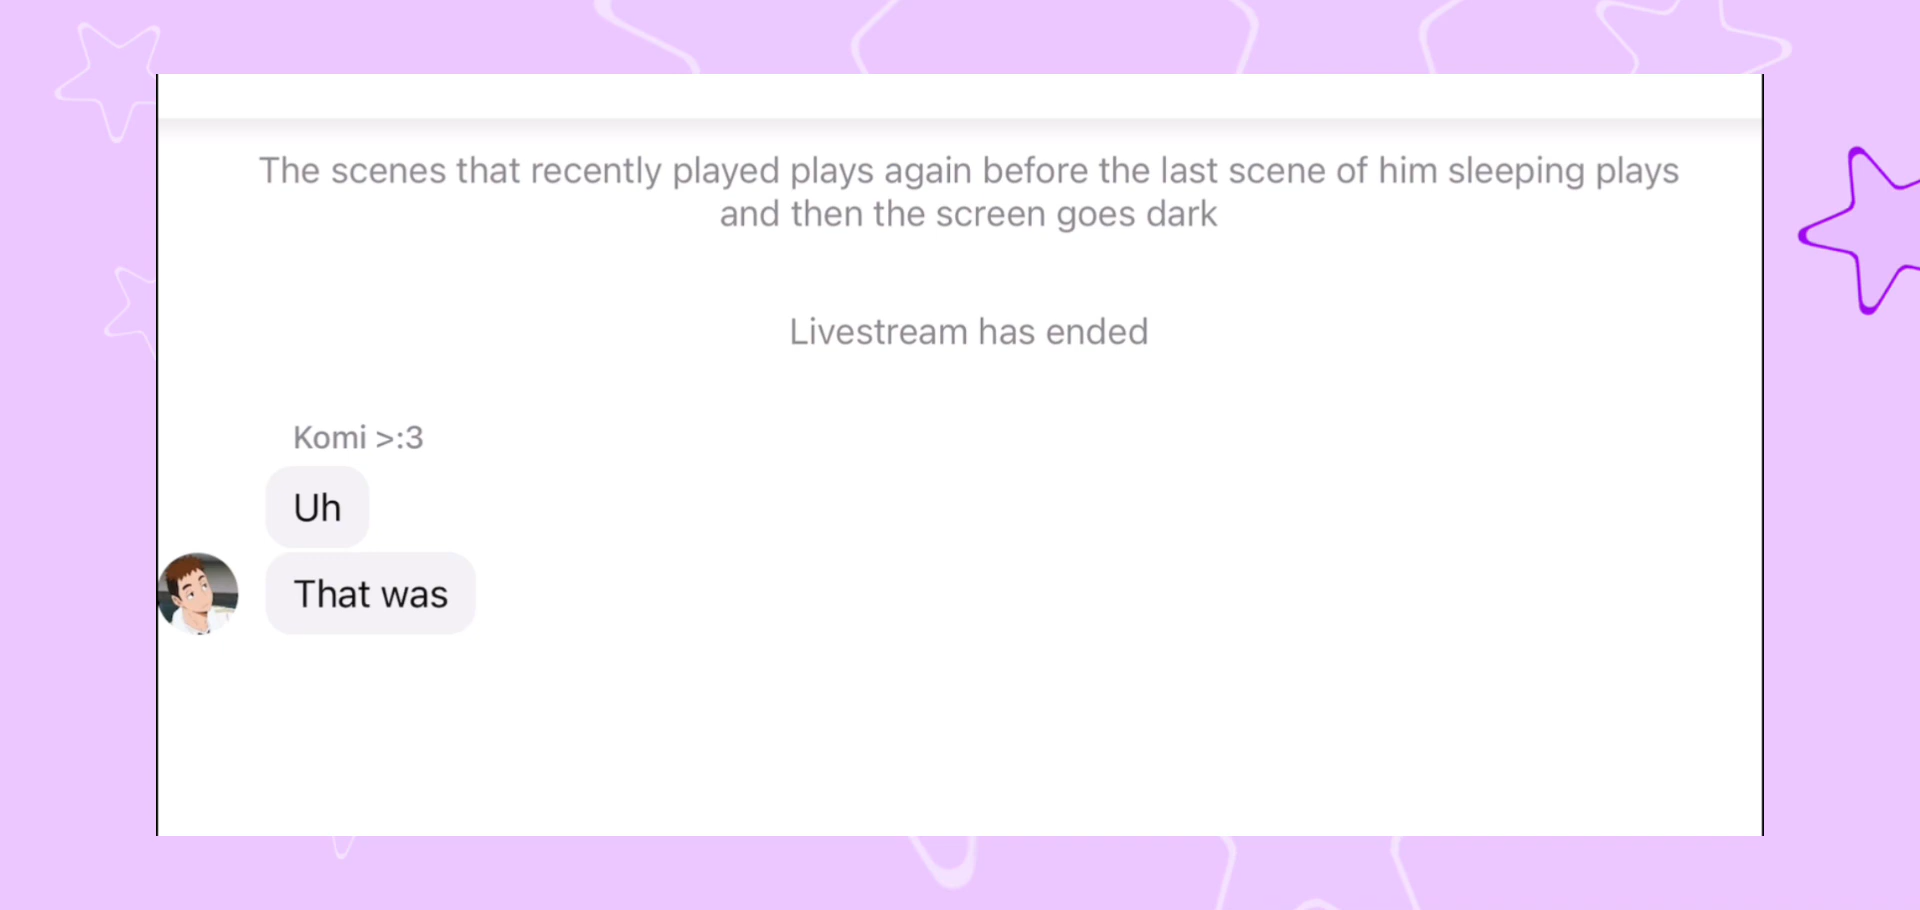 The scenes that recently played plays again before the last scene of him sleeping plays
and then the screen goes dark
Livestream has ended
Komi >:3
Uh
That was